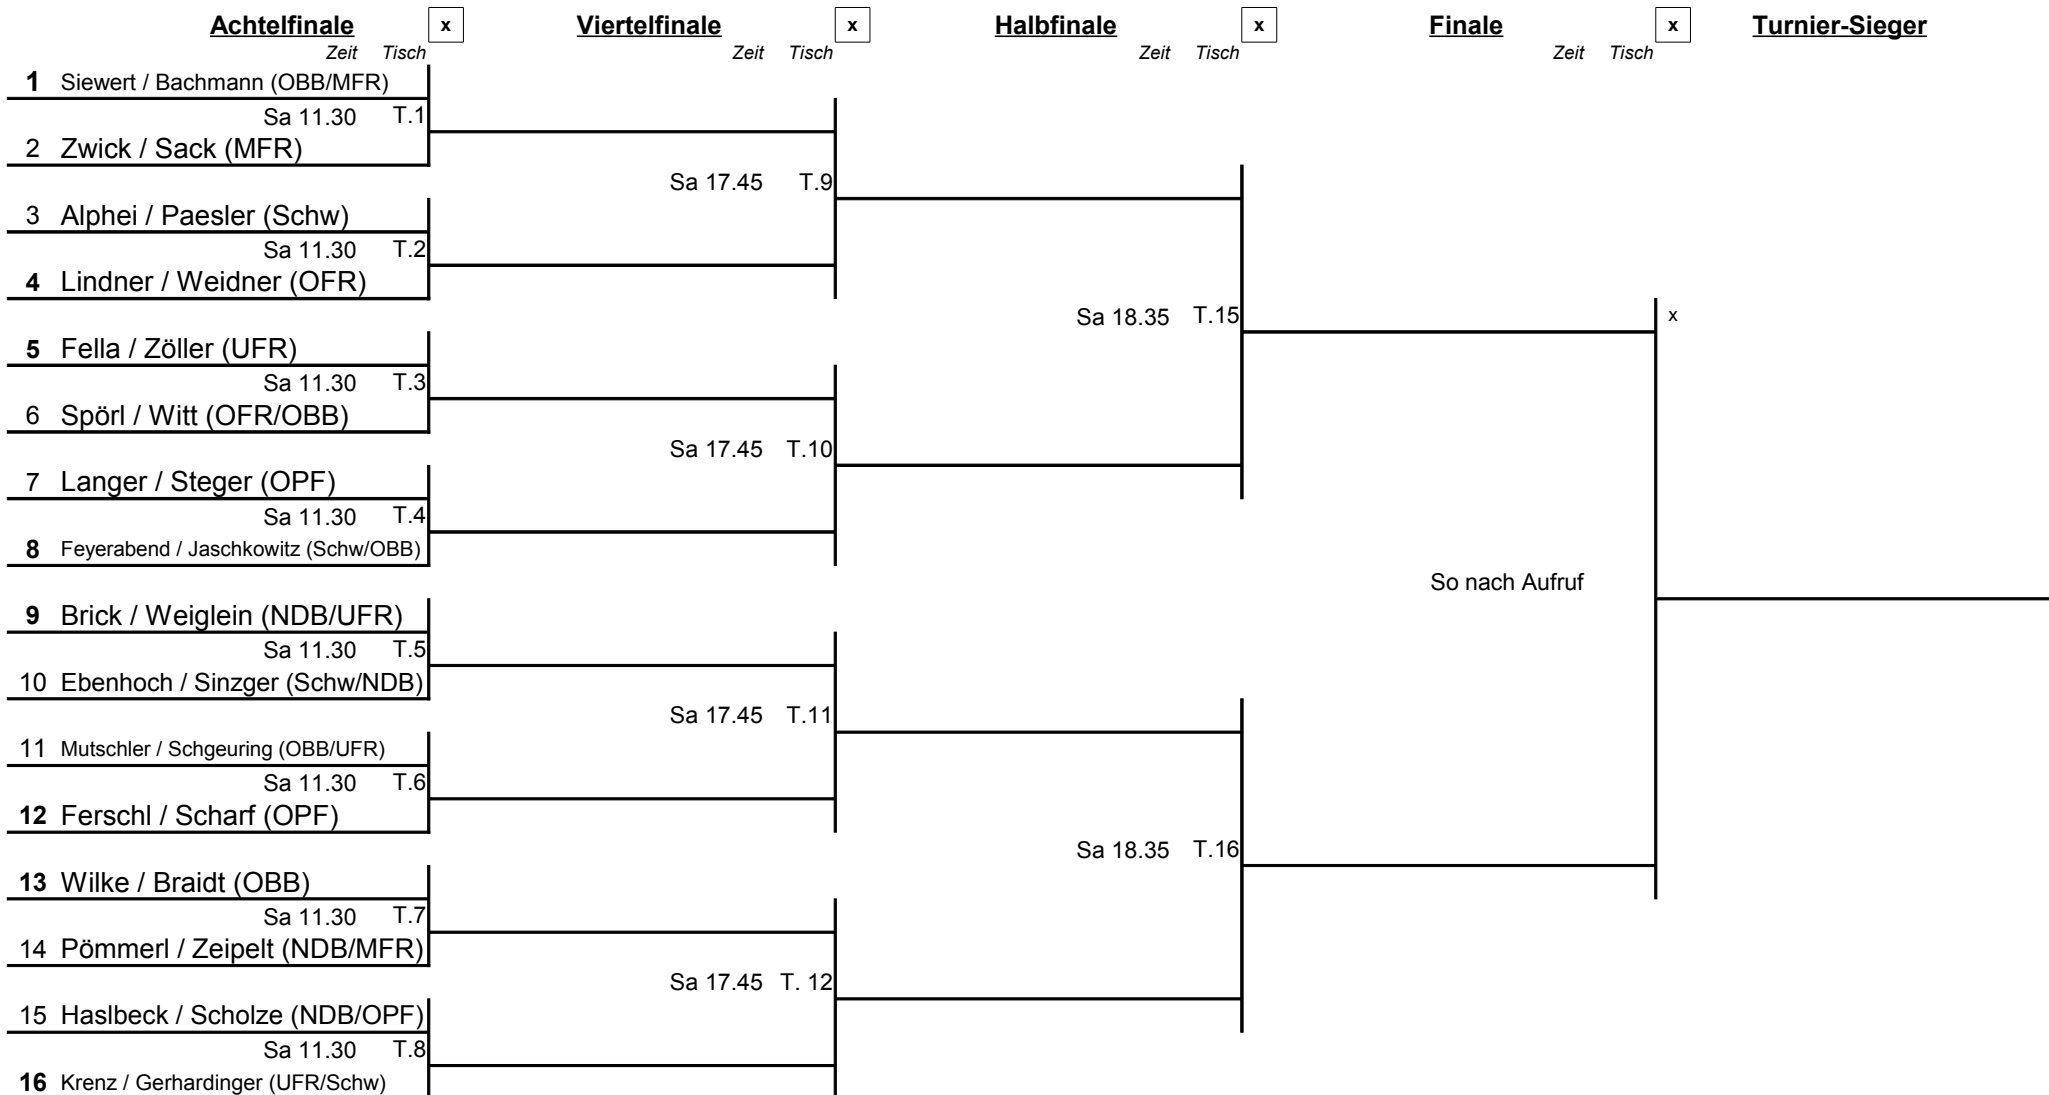 Achtelfinale x Viertelfinale x Halbfinale x Finale x Turnier-Sieger
Zeit Tisch Zeit Tisch Zeit Tisch Zeit Tisch
1 Siewert / Bachmann (OBB/MFR)
Sa 11.30 T.1
2 Zwick / Sack (MFR)
Sa 17.45 T.9
3 Alphei / Paesler (Schw)
Sa 11.30 T.2
4 Lindner / Weidner (OFR)
Sa 18.35 T.15 x
5 Fella / Zöller (UFR)
Sa 11.30 T.3
6 Spörl / Witt (OFR/OBB)
Sa 17.45 T.10
7 Langer / Steger (OPF)
Sa 11.30 T.4
8 Feyerabend / Jaschkowitz (Schw/OBB)
So nach Aufruf
9 Brick / Weiglein (NDB/UFR)
Sa 11.30 T.5
10 Ebenhoch / Sinzger (Schw/NDB)
Sa 17.45 T.11
11 Mutschler / Schgeuring (OBB/UFR)
Sa 11.30 T.6
12 Ferschl / Scharf (OPF)
Sa 18.35 T.16
13 Wilke / Braidt (OBB)
Sa 11.30 T.7
14 Pömmerl / Zeipelt (NDB/MFR)
Sa 17.45 T. 12
15 Haslbeck / Scholze (NDB/OPF)
Sa 11.30 T.8
16 Krenz / Gerhardinger (UFR/Schw)